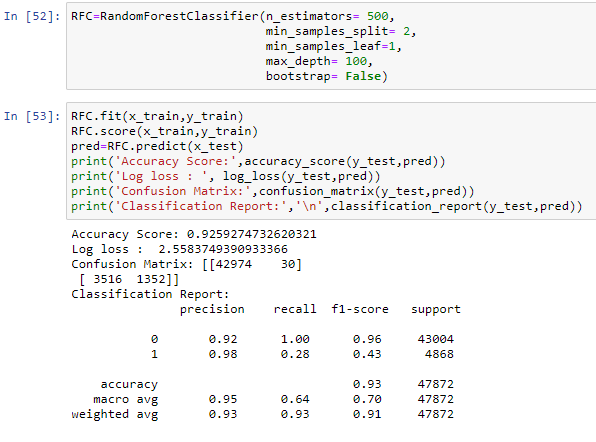 In [52]: RFC=RandomForestClassifier(n_estimators= 500,
min_samples_split= 2,
min_samples_leaf=1,
max_depth= 100,
bootstrap= False)
In [53]: RFC.fit(x_train,y_train)
RFC.score(x_train,y_train)
pred=RFC.predict(x_test)
print('Accuracy Score:',accuracy_score(y_test,pred))
print('Log loss : ', log_loss(y_test,pred))
print('Confusion Matrix:',confusion_matrix(y_test,pred))
print('Classification Report:','\n',classification_report(y_test,pred))
Accuracy Score: 0.9259274732620321
Log loss :  2.5583749390933366
Confusion Matrix: [[42974    30]
 [ 3516  1352]]
Classification Report:
precision    recall  f1-score   support
0       0.92      1.00      0.96     43004
1       0.98      0.28      0.43      4868
accuracy                           0.93     47872
macro avg       0.95      0.64      0.70     47872
weighted avg       0.93      0.93      0.91     47872